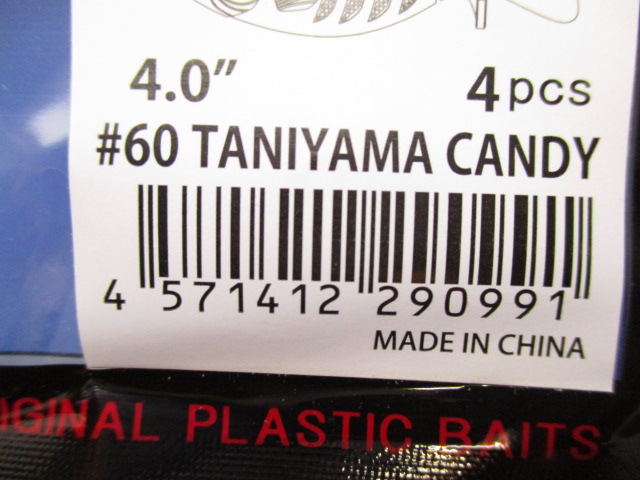 4.0" 4pcs
#60 TANIYAMA CANDY
4 571412 290991
MADE IN CHINA
PLASTIC BAITS